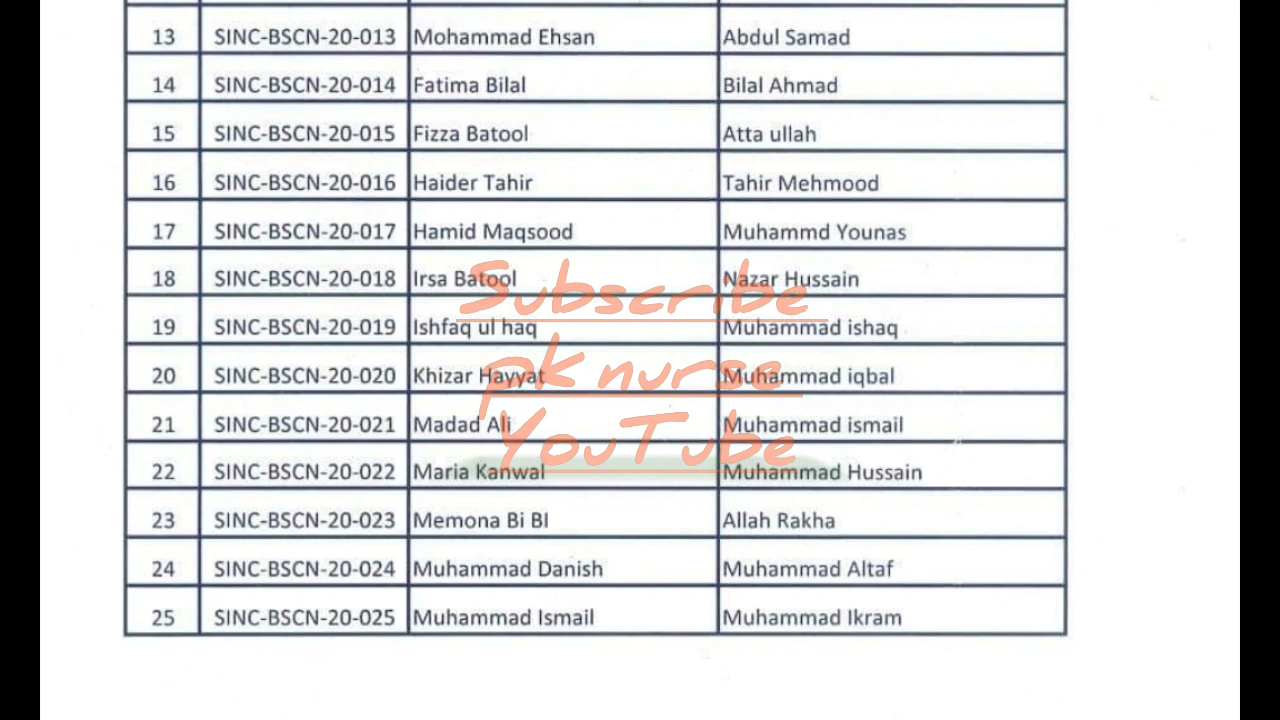 13 SINC-BSCN-20-013 Mohammad Ehsan Abdul Samad
14 SINC-BSCN-20-014 Fatima Bilal Bilal Ahmad
15 SINC-BSCN-20-015 Fizza Batool Atta ullah
16 SINC-BSCN-20-016 Haider Tahir Tahir Mehmood
17 SINC-BSCN-20-017 Hamid Maqsood Muhammd Younas
18 SINC-BSCN-20-018 Irsa Batool Nazar Hussain
Subscribe
19 SINC-BSCN-20-019 Ishfaq ul haq Muhammad ishaq
20 SINC-BSCN-20-020 Khizar Hayyat Muhammad iqbal
pk nurse
21 SINC-BSCN-20-021 Madad Ali Muhammad ismail
YouTube
22 SINC-BSCN-20-022 Maria Kanwal Muhammad Hussain
23 SINC-BSCN-20-023 Memona Bi BI Allah Rakha
24 SINC-BSCN-20-024 Muhammad Danish Muhammad Altaf
25 SINC-BSCN-20-025 Muhammad Ismail Muhammad Ikram